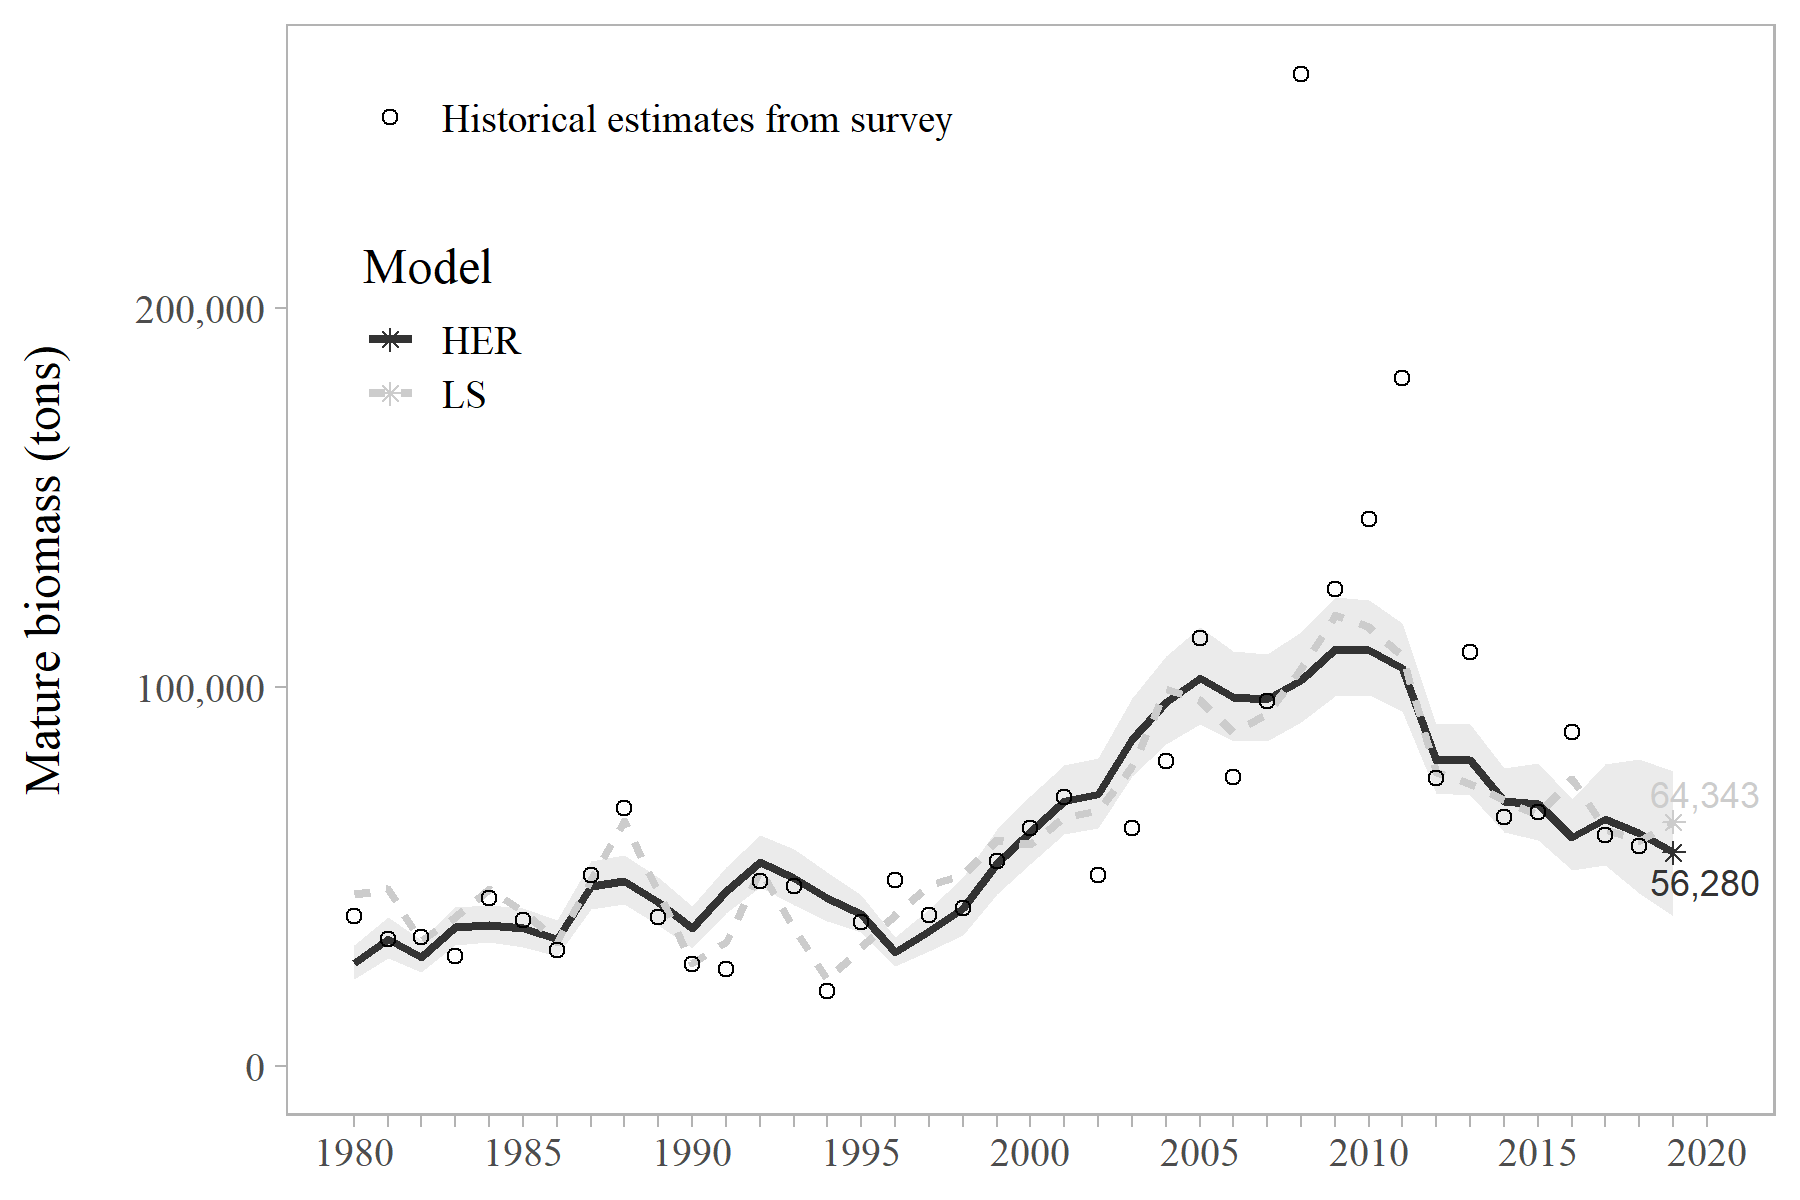 Historical estimates from survey
Model
HER
LS
Mature biomass (tons)
200,000
100,000
0
64,343
56,280
1980 1985 1990 1995 2000 2005 2010 2015 2020